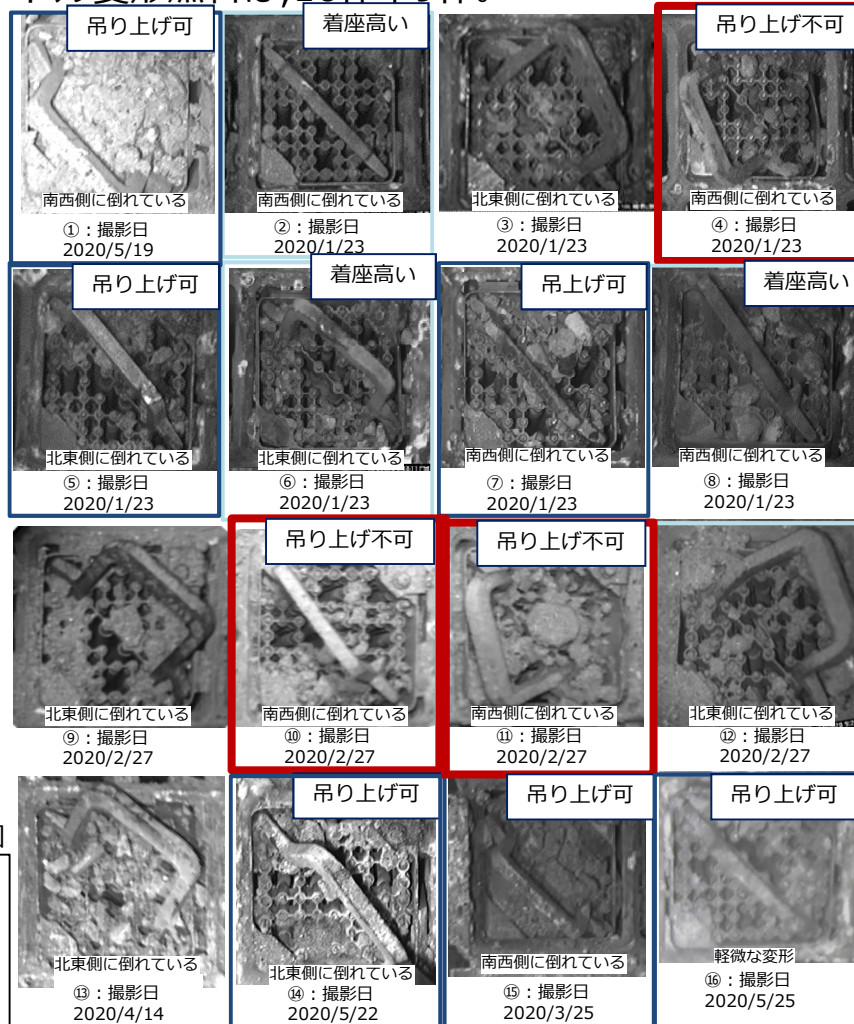 吊り上げ可
着座高い
吊り上げ不可
南西側に倒れている
南西側に倒れている
北東側に倒れている
南西側に倒れている
①：撮影日
2020/5/19
②：撮影日
2020/1/23
③：撮影日
2020/1/23
④：撮影日
2020/1/23
吊り上げ可
着座高い
吊上げ可
着座高い
北東側に倒れている
北東側に倒れている
南西側に倒れている
南西側に倒れている
⑤：撮影日
2020/1/23
⑥：撮影日
2020/1/23
⑦：撮影日
2020/1/23
⑧：撮影日
2020/1/23
吊り上げ不可
吊り上げ不可
北東側に倒れている
南西側に倒れている
南西側に倒れている
北東側に倒れている
⑨：撮影日
2020/2/27
⑩：撮影日
2020/2/27
⑪：撮影日
2020/2/27
⑫：撮影日
2020/2/27
吊り上げ可
吊り上げ可
吊り上げ可
北東側に倒れている
北東側に倒れている
南西側に倒れている
軽微な変形
⑬：撮影日
2020/4/14
⑭：撮影日
2020/5/22
⑮：撮影日
2020/3/25
⑯：撮影日
2020/5/25